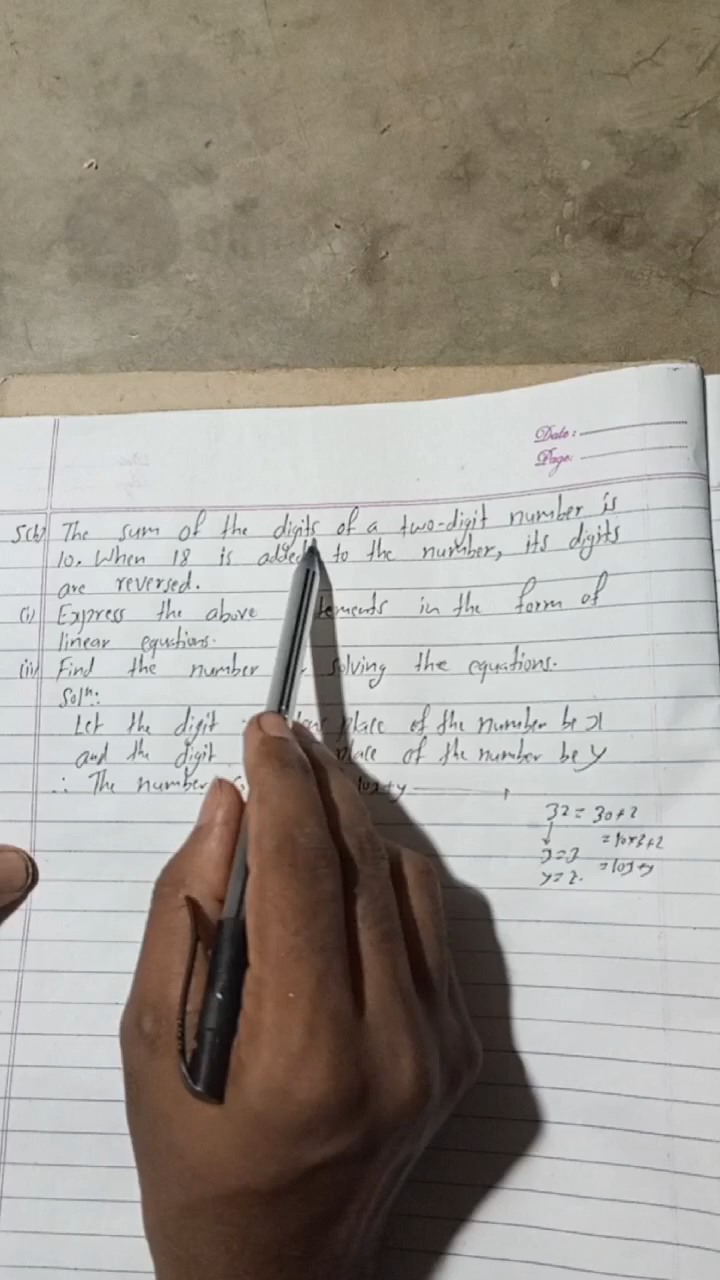 Date:
Page:
5(b) The sum of the digits of a two-digit number is
10. When 18 is added to the number, its digits
are reversed.
(i) Express the above tements in the form of
linear equations.
(ii) Find the number solving the equations.
Solⁿ:
Let the digit place of the number be x
and the digit place of the number be y
∴ The number 10x+y
32 = 30+2
x=3 = 10×3+2
y=2. = 10x+y